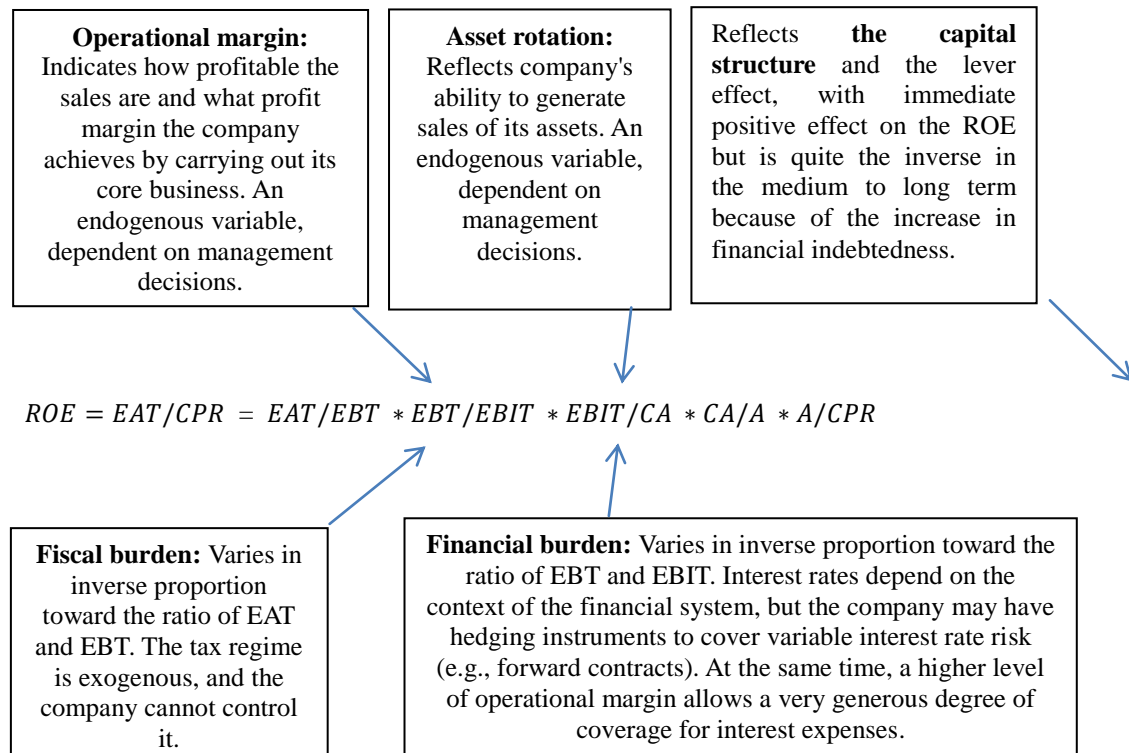 Operational margin:
Indicates how profitable the
sales are and what profit
margin the company
achieves by carrying out its
core business. An
endogenous variable,
dependent on management
decisions.
Asset rotation:
Reflects company's
ability to generate
sales of its assets. An
endogenous variable,
dependent on
management
decisions.
Reflects the capital
structure and the lever
effect, with immediate
positive effect on the ROE
but is quite the inverse in
the medium to long term
because of the increase in
financial indebtedness.
ROE = EAT/CPR = EAT/EBT * EBT/EBIT * EBIT/CA * CA/A * A/CPR
Fiscal burden: Varies in
inverse proportion
toward the ratio of EAT
and EBT. The tax regime
is exogenous, and the
company cannot control
it.
Financial burden: Varies in inverse proportion toward the
ratio of EBT and EBIT. Interest rates depend on the
context of the financial system, but the company may have
hedging instruments to cover variable interest rate risk
(e.g., forward contracts). At the same time, a higher level
of operational margin allows a very generous degree of
coverage for interest expenses.